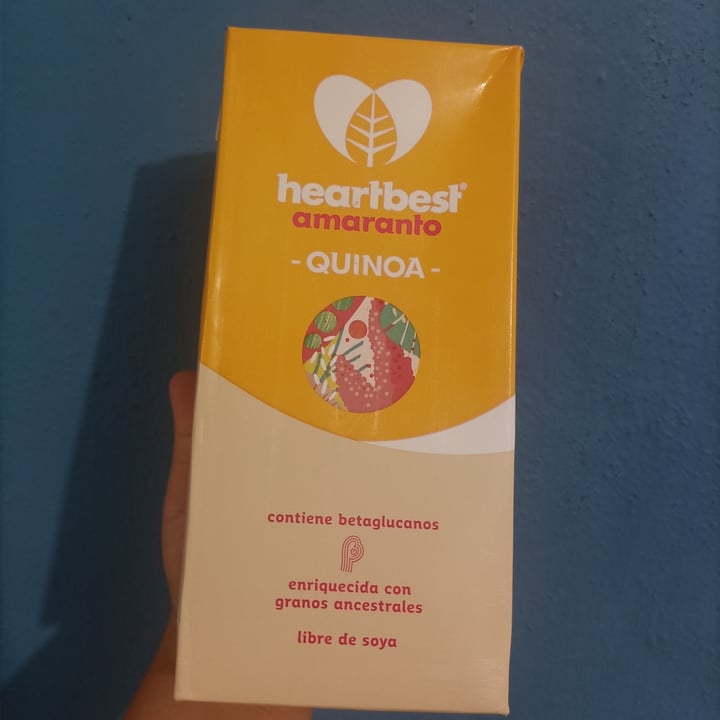 heartbest®
amaranto
- QUINOA -
contiene betaglucanos
enriquecida con
granos ancestrales
libre de soya